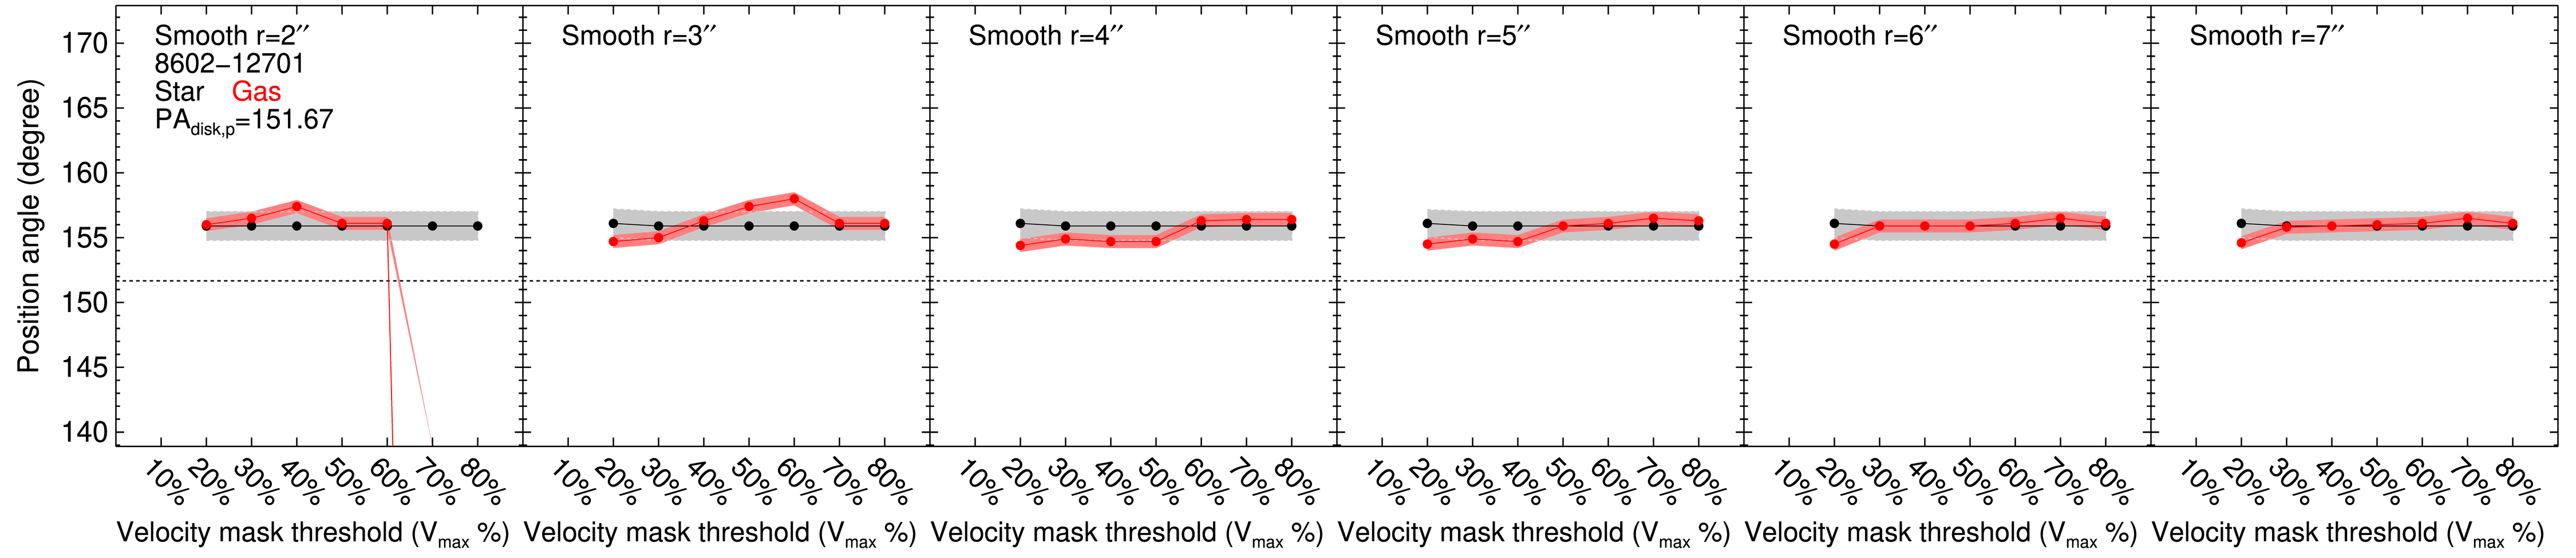 Smooth r=2″
8602−12701
Star Gas
PAdisk,p=151.67
Smooth r=3″
Smooth r=4″
Smooth r=5″
Smooth r=6″
Smooth r=7″
Position angle (degree)
170
165
160
155
150
145
140
10% 20% 30% 40% 50% 60% 70% 80%
10% 20% 30% 40% 50% 60% 70% 80%
10% 20% 30% 40% 50% 60% 70% 80%
10% 20% 30% 40% 50% 60% 70% 80%
10% 20% 30% 40% 50% 60% 70% 80%
10% 20% 30% 40% 50% 60% 70% 80%
Velocity mask threshold (Vmax %)
Velocity mask threshold (Vmax %)
Velocity mask threshold (Vmax %)
Velocity mask threshold (Vmax %)
Velocity mask threshold (Vmax %)
Velocity mask threshold (Vmax %)